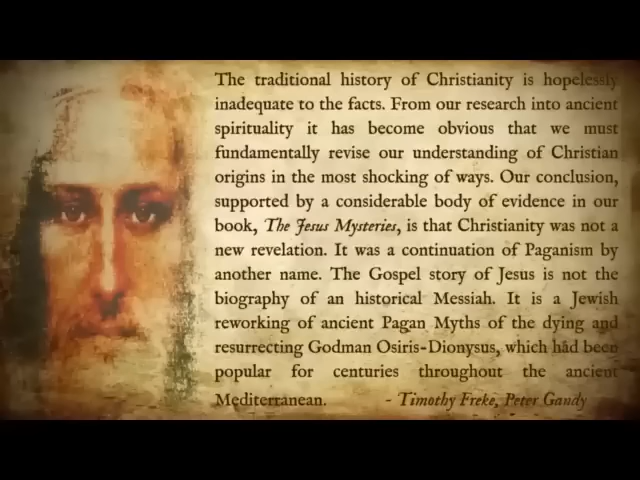 The traditional history of Christianity is hopelessly
inadequate to the facts. From our research into ancient
spirituality it has become obvious that we must
fundamentally revise our understanding of Christian
origins in the most shocking of ways. Our conclusion,
supported by a considerable body of evidence in our
book, The Jesus Mysteries, is that Christianity was not a
new revelation. It was a continuation of Paganism by
another name. The Gospel story of Jesus is not the
biography of an historical Messiah. It is a Jewish
reworking of ancient Pagan Myths of the dying and
resurrecting Godman Osiris-Dionysus, which had been
popular for centuries throughout the ancient
Mediterranean. - Timothy Freke, Peter Gandy